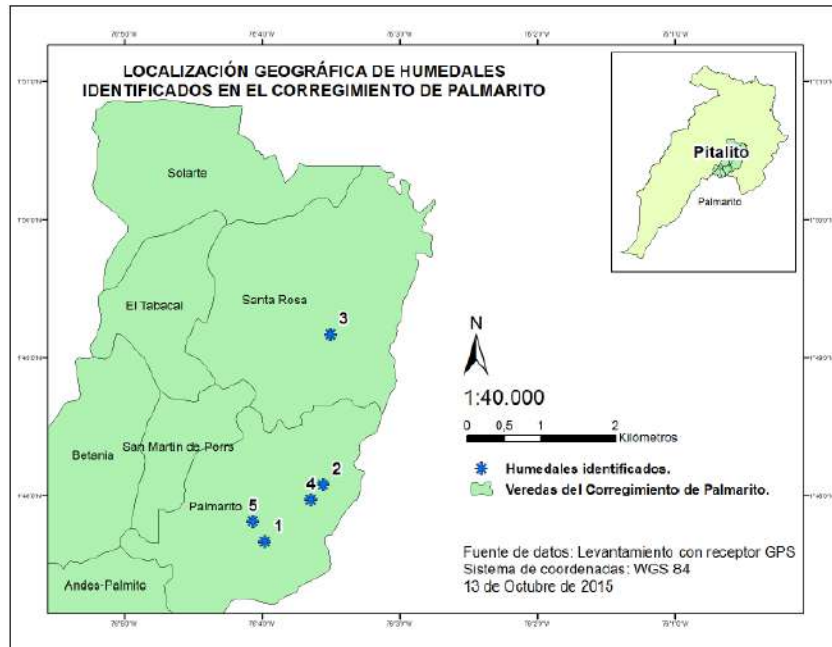 LOCALIZACIÓN GEOGRÁFICA DE HUMEDALES
IDENTIFICADOS EN EL CORREGIMIENTO DE PALMARITO
Pitalito
Palmarito
Solarte
El Tabacal
Santa Rosa
3
N
1:40.000
0 0,5 1 2
Kilómetros
Betania
San Martin de Porrs
2
4
Palmarito
5
1
Andes-Palmito
Humedales identificados.
Veredas del Corregimiento de Palmarito.
Fuente de datos: Levantamiento con receptor GPS
Sistema de coordenadas: WGS 84
13 de Octubre de 2015